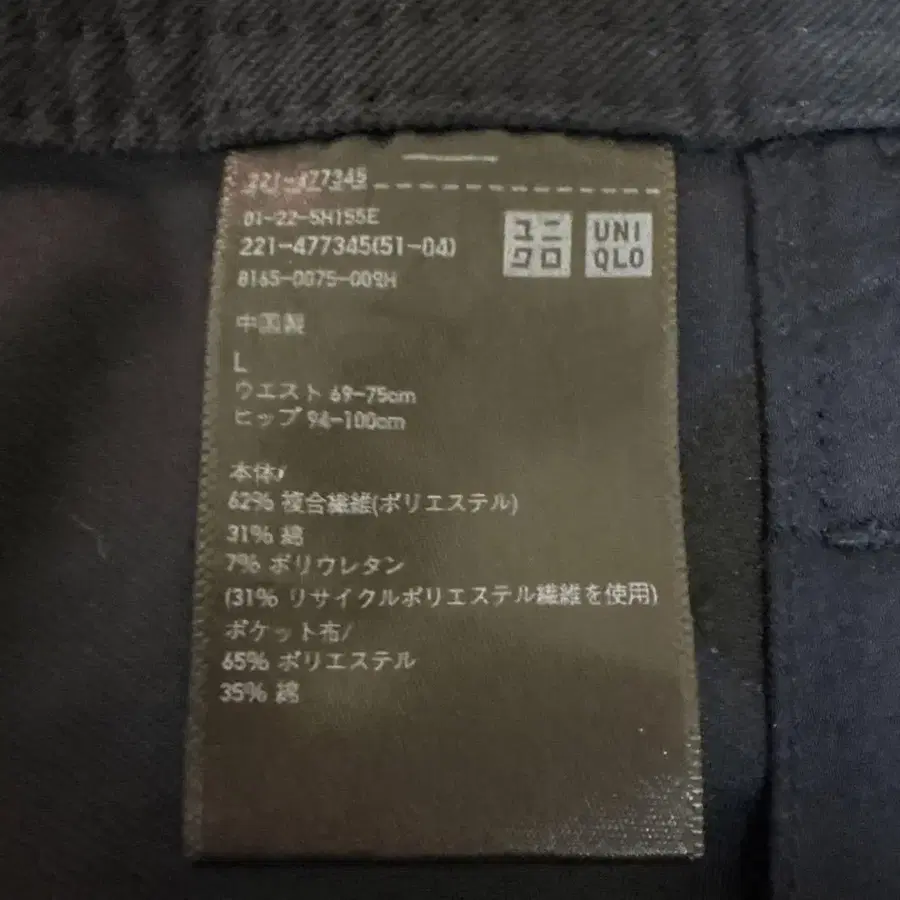 221-477345
01-22-SH155E
221-477345(51-04)
8165-0075-009H
ユニ
クロ
UNI
QLO
中国製
L
ウエスト 69-75cm
ヒップ 94-100cm
本体/
62% 複合繊維(ポリエステル)
31% 綿
7% ポリウレタン
(31% リサイクルポリエステル繊維を使用)
ポケット布/
65% ポリエステル
35% 綿